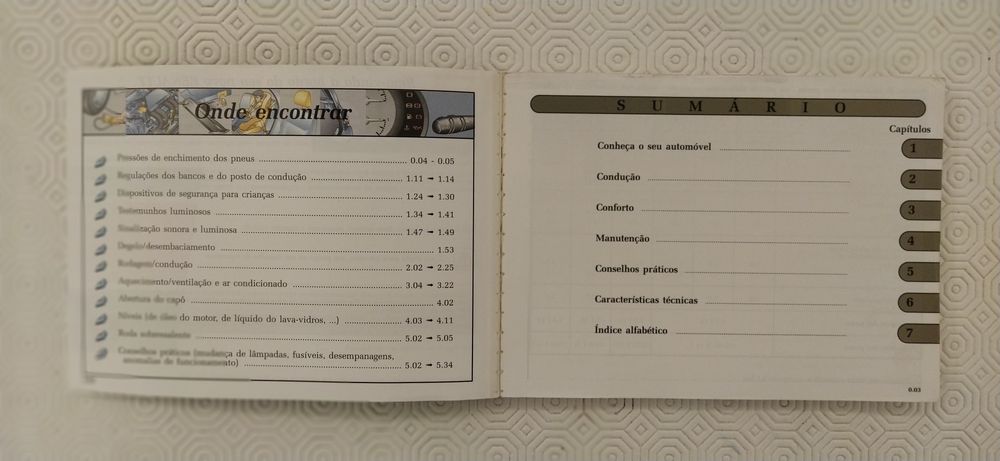 Onde encontrar
Pressões de enchimento dos pneus ... 0.04 - 0.05
Regulações dos bancos e do posto de condução ... 1.11 ➞ 1.14
Dispositivos de segurança para crianças ... 1.24 ➞ 1.30
Testemunhos luminosos ... 1.34 ➞ 1.41
Sinalização sonora e luminosa ... 1.47 ➞ 1.49
Degelo/desembaciamento ... 1.53
Rodagem/condução ... 2.02 ➞ 2.25
Aquecimento/ventilação e ar condicionado ... 3.04 ➞ 3.22
Abertura do capô ... 4.02
Níveis (de óleo do motor, de líquido do lava-vidros, ...) ... 4.03 ➞ 4.11
Roda sobresselente ... 5.02 ➞ 5.05
Conselhos práticos (mudança de lâmpadas, fusíveis, desempanagens,
anomalias de funcionamento) ... 5.02 ➞ 5.34
SUMÁRIO
Capítulos
Conheça o seu automóvel ... 1
Condução ... 2
Conforto ... 3
Manutenção ... 4
Conselhos práticos ... 5
Características técnicas ... 6
Índice alfabético ... 7
0.03